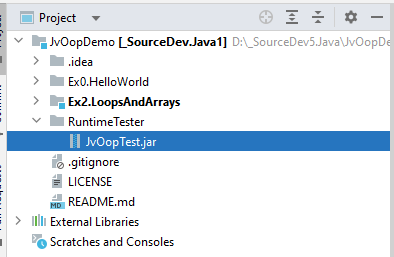 Project
JvOopDemo [_SourceDev.Java1] D:\_SourceDev5.Java\JvOopDe
.idea
Ex0.HelloWorld
Ex2.LoopsAndArrays
RuntimeTester
JvOopTest.jar
.gitignore
LICENSE
README.md
External Libraries
Scratches and Consoles